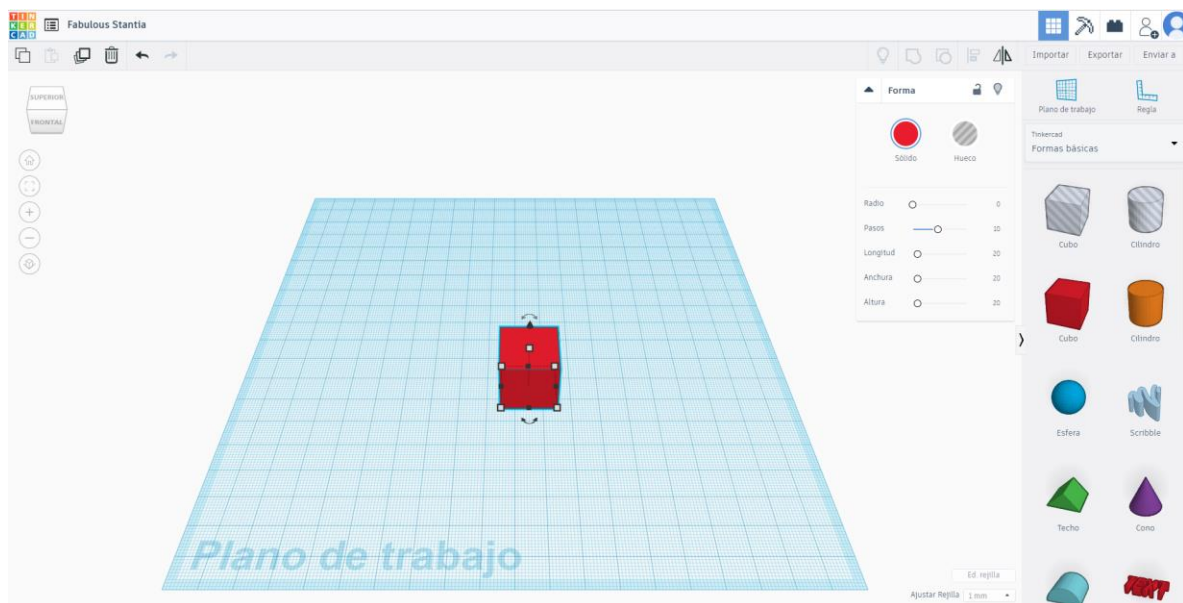 TIN
KER
CAD
Fabulous Stantia
Importar
Exportar
Enviar a
SUPERIOR
FRONTAL
Forma
Sólido
Hueco
Radio 0
Pasos 10
Longitud 20
Anchura 20
Altura 20
Plano de trabajo
Regla
Tinkercad
Formas básicas
Cubo
Cilindro
Cubo
Cilindro
Esfera
Scribble
Techo
Cono
TEXT
Plano de trabajo
Ed. rejilla
Ajustar Rejilla 1 mm